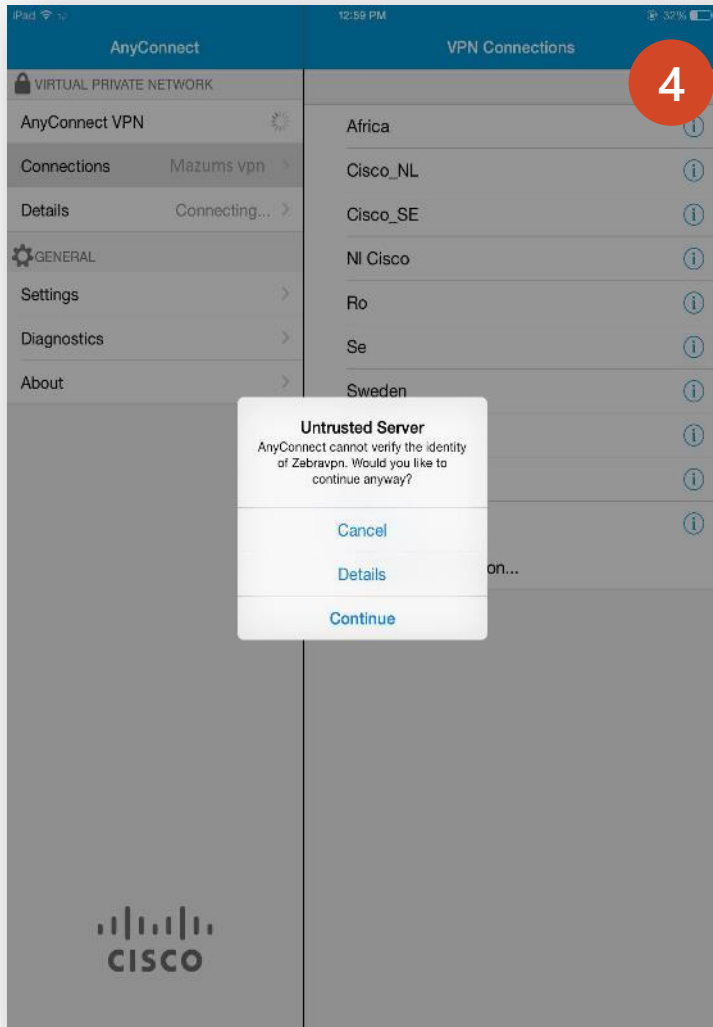 iPad
12:59 PM
32%
AnyConnect
VPN Connections
4
VIRTUAL PRIVATE NETWORK
AnyConnect VPN
Connections Mazums vpn
Details Connecting...
GENERAL
Settings
Diagnostics
About
Africa
Cisco_NL
Cisco_SE
NI Cisco
Ro
Se
Sweden
on...
Untrusted Server
AnyConnect cannot verify the identity
of Zebravpn. Would you like to
continue anyway?
Cancel
Details
Continue
CISCO